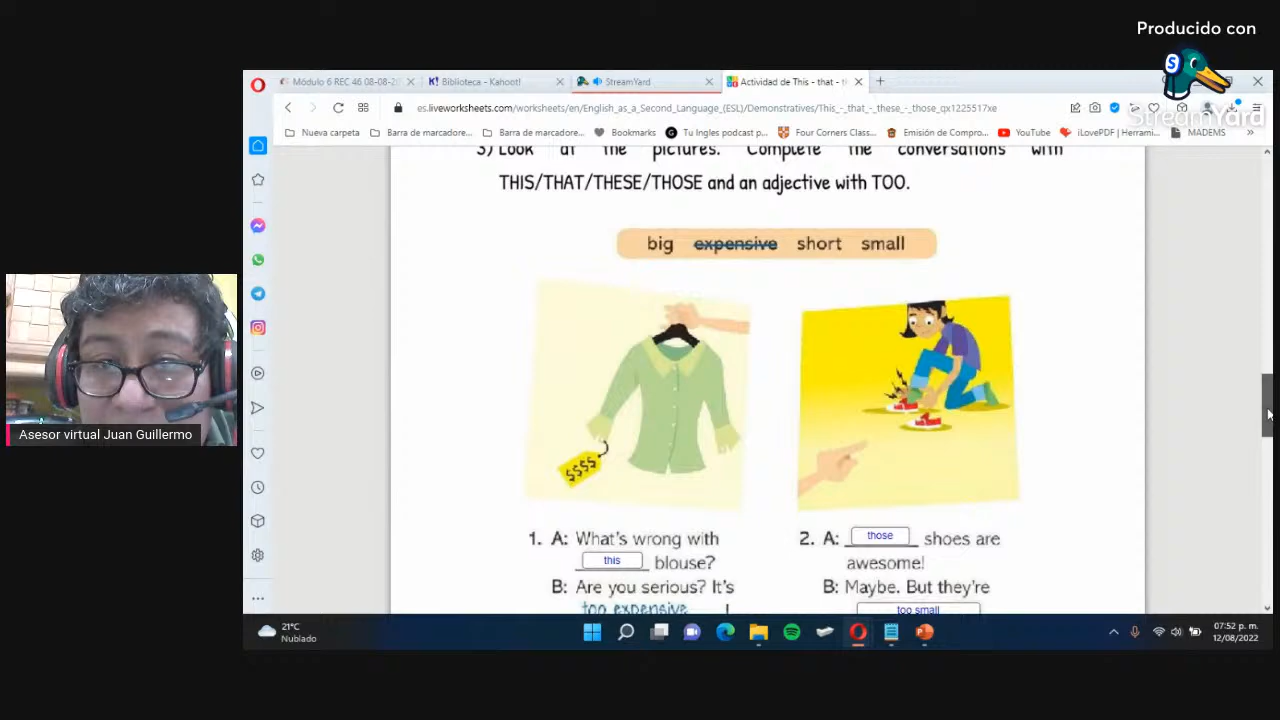 Producido con
StreamYard
Módulo 6 REC 46 08-08-20
Biblioteca - Kahoot!
StreamYard
Actividad de This - that - th
es.liveworksheets.com/worksheets/en/English_as_a_Second_Language_(ESL)/Demonstratives/This_-_that_-_these_-_those_qx1225517xe
Nueva carpeta
Barra de marcadore...
Barra de marcadore...
Bookmarks
Tu Ingles podcast p...
Four Corners Class...
Emisión de Compro...
YouTube
iLovePDF | Herrami...
MADEMS
3) Look at the pictures. Complete the conversations with
THIS/THAT/THESE/THOSE and an adjective with TOO.
big expensive short small
$$$$
1. A: What's wrong with
this blouse?
B: Are you serious? It's
too expensive !
2. A: those shoes are
awesome!
B: Maybe. But they're
too small
Asesor virtual Juan Guillermo
21°C
Nublado
07:52 p. m.
12/08/2022